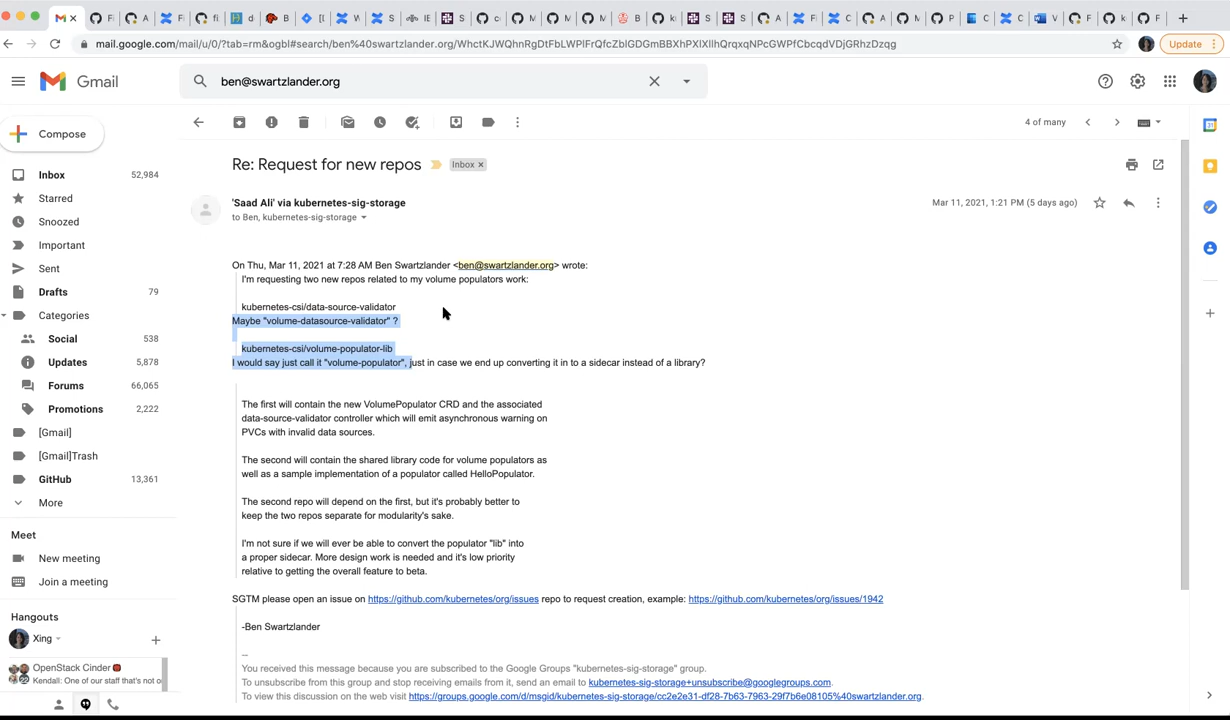 mail.google.com/mail/u/0/?tab=rm&ogbl#search/ben%40swartzlander.org/WhctKJWQhnRgDtFbLWPlFrQfcZblGDGmBBXhPXlXlIhQrqxqNPcGWPfCbcqdVDjGRhzDzqg
Update
Gmail
ben@swartzlander.org
Compose
4 of many
Inbox 52,984
Starred
Snoozed
Important
Sent
Drafts 79
Categories
Social 538
Updates 5,878
Forums 66,065
Promotions 2,222
[Gmail]
[Gmail]Trash
GitHub 13,361
More
Meet
New meeting
Join a meeting
Hangouts
Xing
OpenStack Cinder
Kendall: One of our staff that's not o
Re: Request for new repos Inbox ×
'Saad Ali' via kubernetes-sig-storage
Mar 11, 2021, 1:21 PM (5 days ago)
to Ben, kubernetes-sig-storage
On Thu, Mar 11, 2021 at 7:28 AM Ben Swartzlander <ben@swartzlander.org> wrote:
I'm requesting two new repos related to my volume populators work:
kubernetes-csi/data-source-validator
Maybe "volume-datasource-validator" ?
kubernetes-csi/volume-populator-lib
I would say just call it "volume-populator", just in case we end up converting it in to a sidecar instead of a library?
The first will contain the new VolumePopulator CRD and the associated
data-source-validator controller which will emit asynchronous warning on
PVCs with invalid data sources.
The second will contain the shared library code for volume populators as
well as a sample implementation of a populator called HelloPopulator.
The second repo will depend on the first, but it's probably better to
keep the two repos separate for modularity's sake.
I'm not sure if we will ever be able to convert the populator "lib" into
a proper sidecar. More design work is needed and it's low priority
relative to getting the overall feature to beta.
SGTM please open an issue on https://github.com/kubernetes/org/issues repo to request creation, example: https://github.com/kubernetes/org/issues/1942
-Ben Swartzlander
--
You received this message because you are subscribed to the Google Groups "kubernetes-sig-storage" group.
To unsubscribe from this group and stop receiving emails from it, send an email to kubernetes-sig-storage+unsubscribe@googlegroups.com.
To view this discussion on the web visit https://groups.google.com/d/msgid/kubernetes-sig-storage/cc2e2e31-df28-7b63-7963-29f7b6e08105%40swartzlander.org.